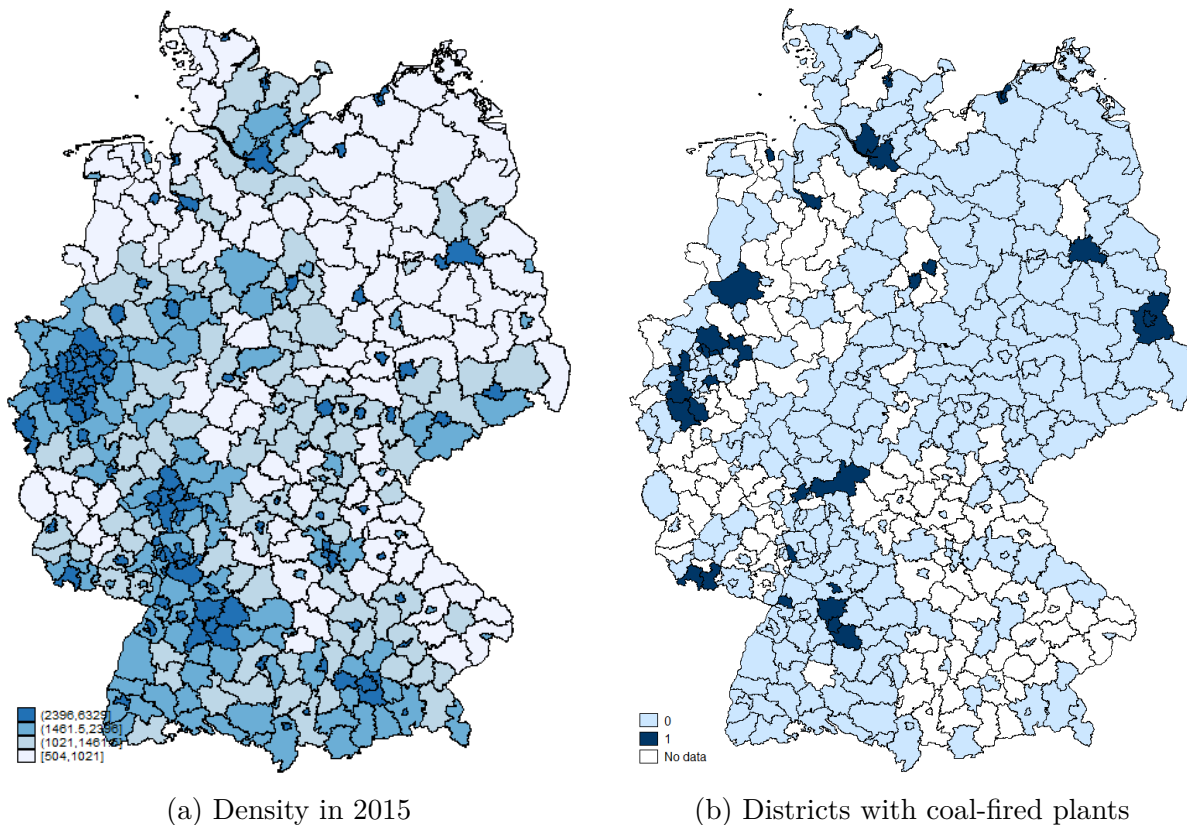 (2396,6329]
(1461.5,2396]
(1021,1461.5]
[504,1021]
0
1
No data
(a) Density in 2015
(b) Districts with coal-fired plants